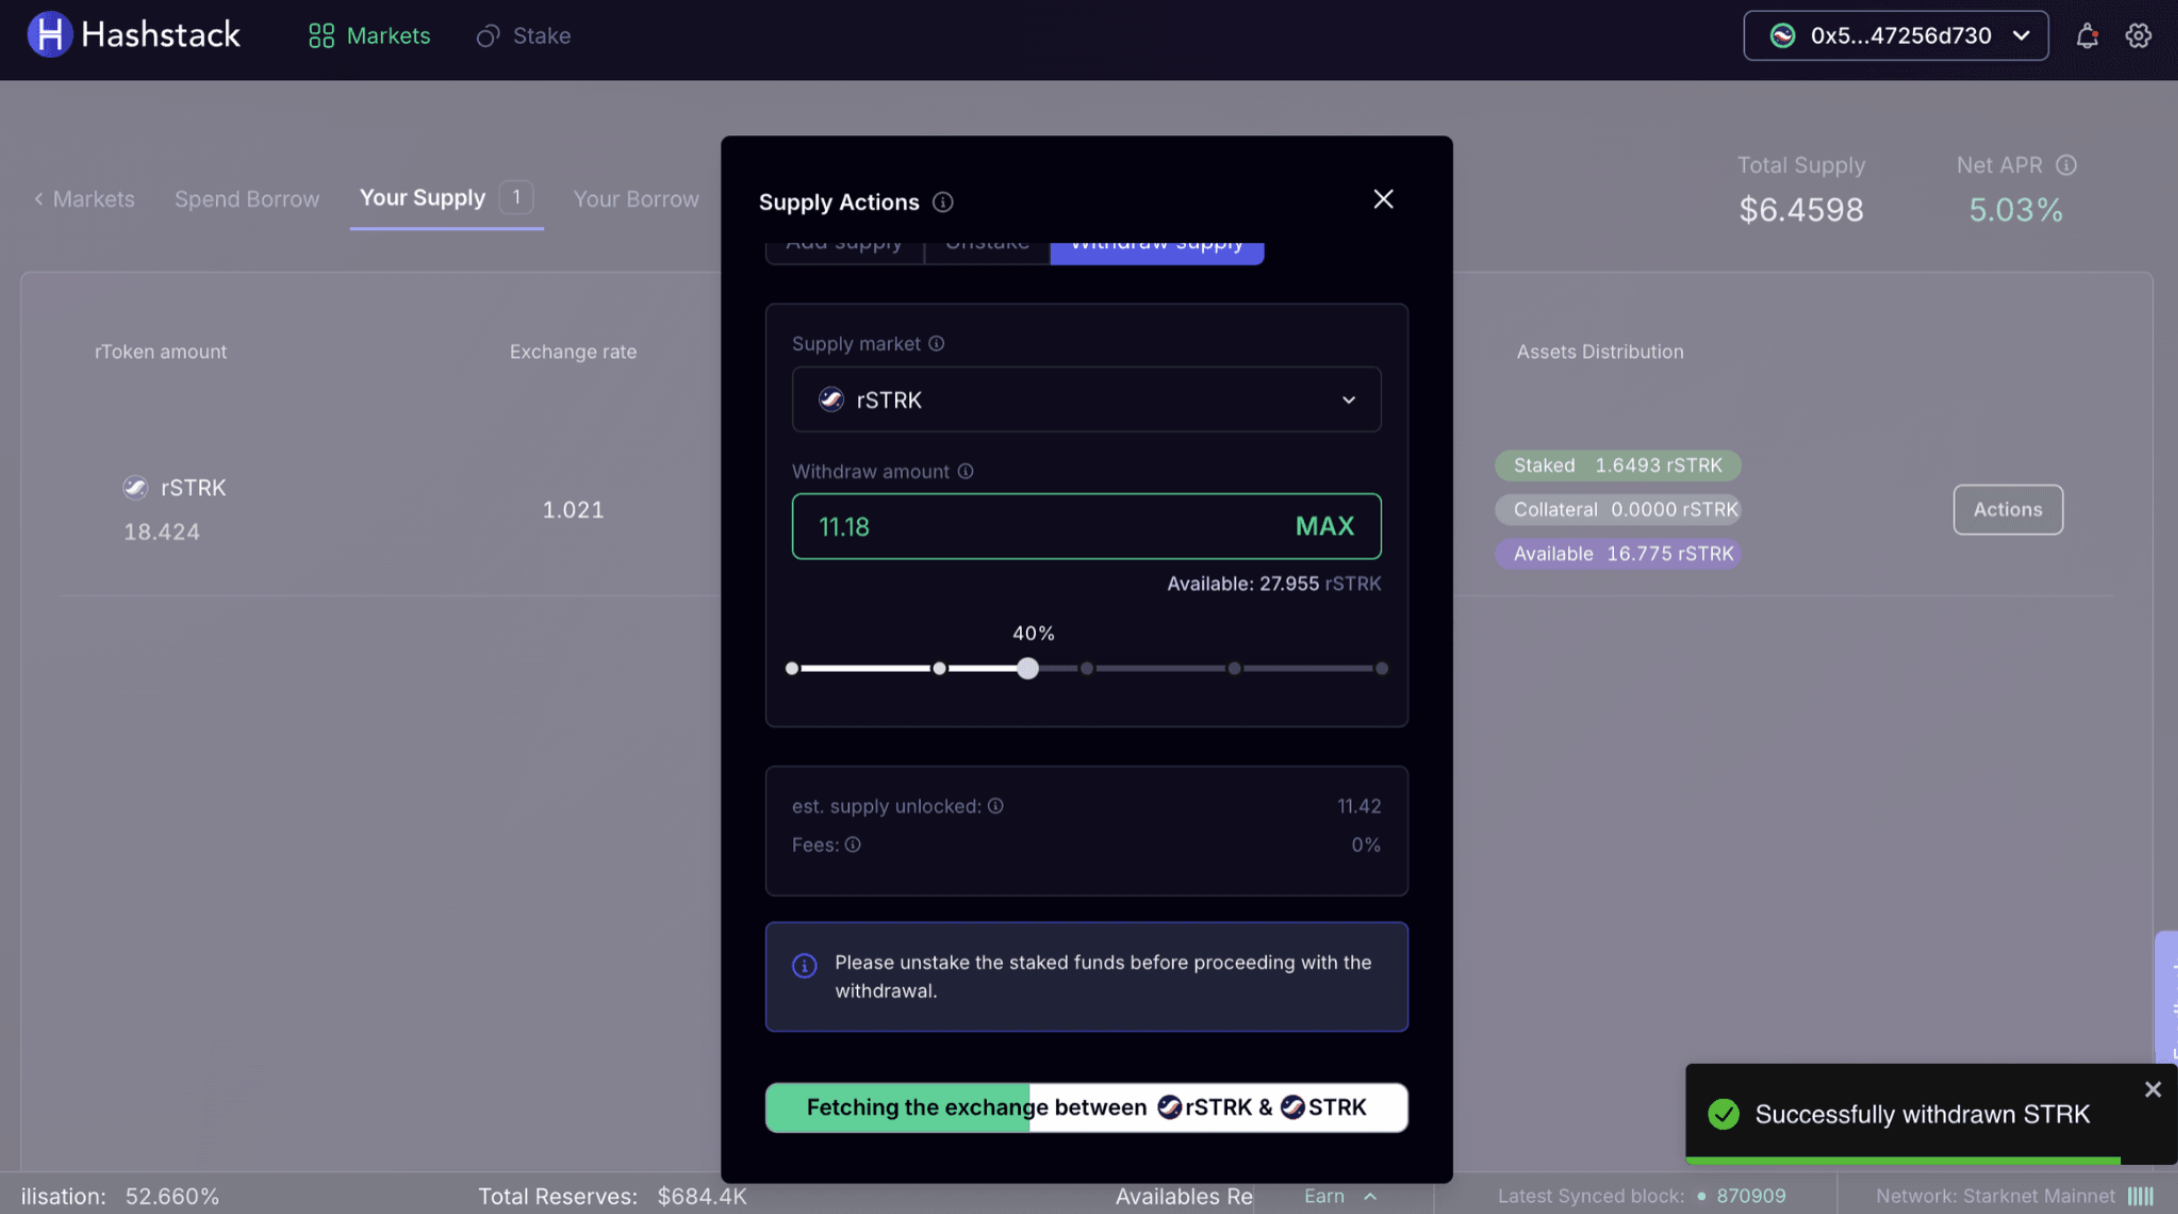 Hashstack
Markets
Stake
0x5...47256d730
Markets
Spend Borrow
Your Supply 1
Your Borrow
Total Supply
$6.4598
Net APR
5.03%
rToken amount
Exchange rate
Assets Distribution
rSTRK
18.424
1.021
Staked 1.6493 rSTRK
Collateral 0.0000 rSTRK
Available 16.775 rSTRK
Actions
Supply Actions
Add supply
Unstake
Withdraw supply
Supply market
rSTRK
Withdraw amount
11.18 MAX
Available: 27.955 rSTRK
40%
est. supply unlocked: 11.42
Fees: 0%
Please unstake the staked funds before proceeding with the
withdrawal.
Fetching the exchange between rSTRK & STRK
Successfully withdrawn STRK
ilisation: 52.660%
Total Reserves: $684.4K
Availables Re
Earn
Latest Synced block: 870909
Network: Starknet Mainnet